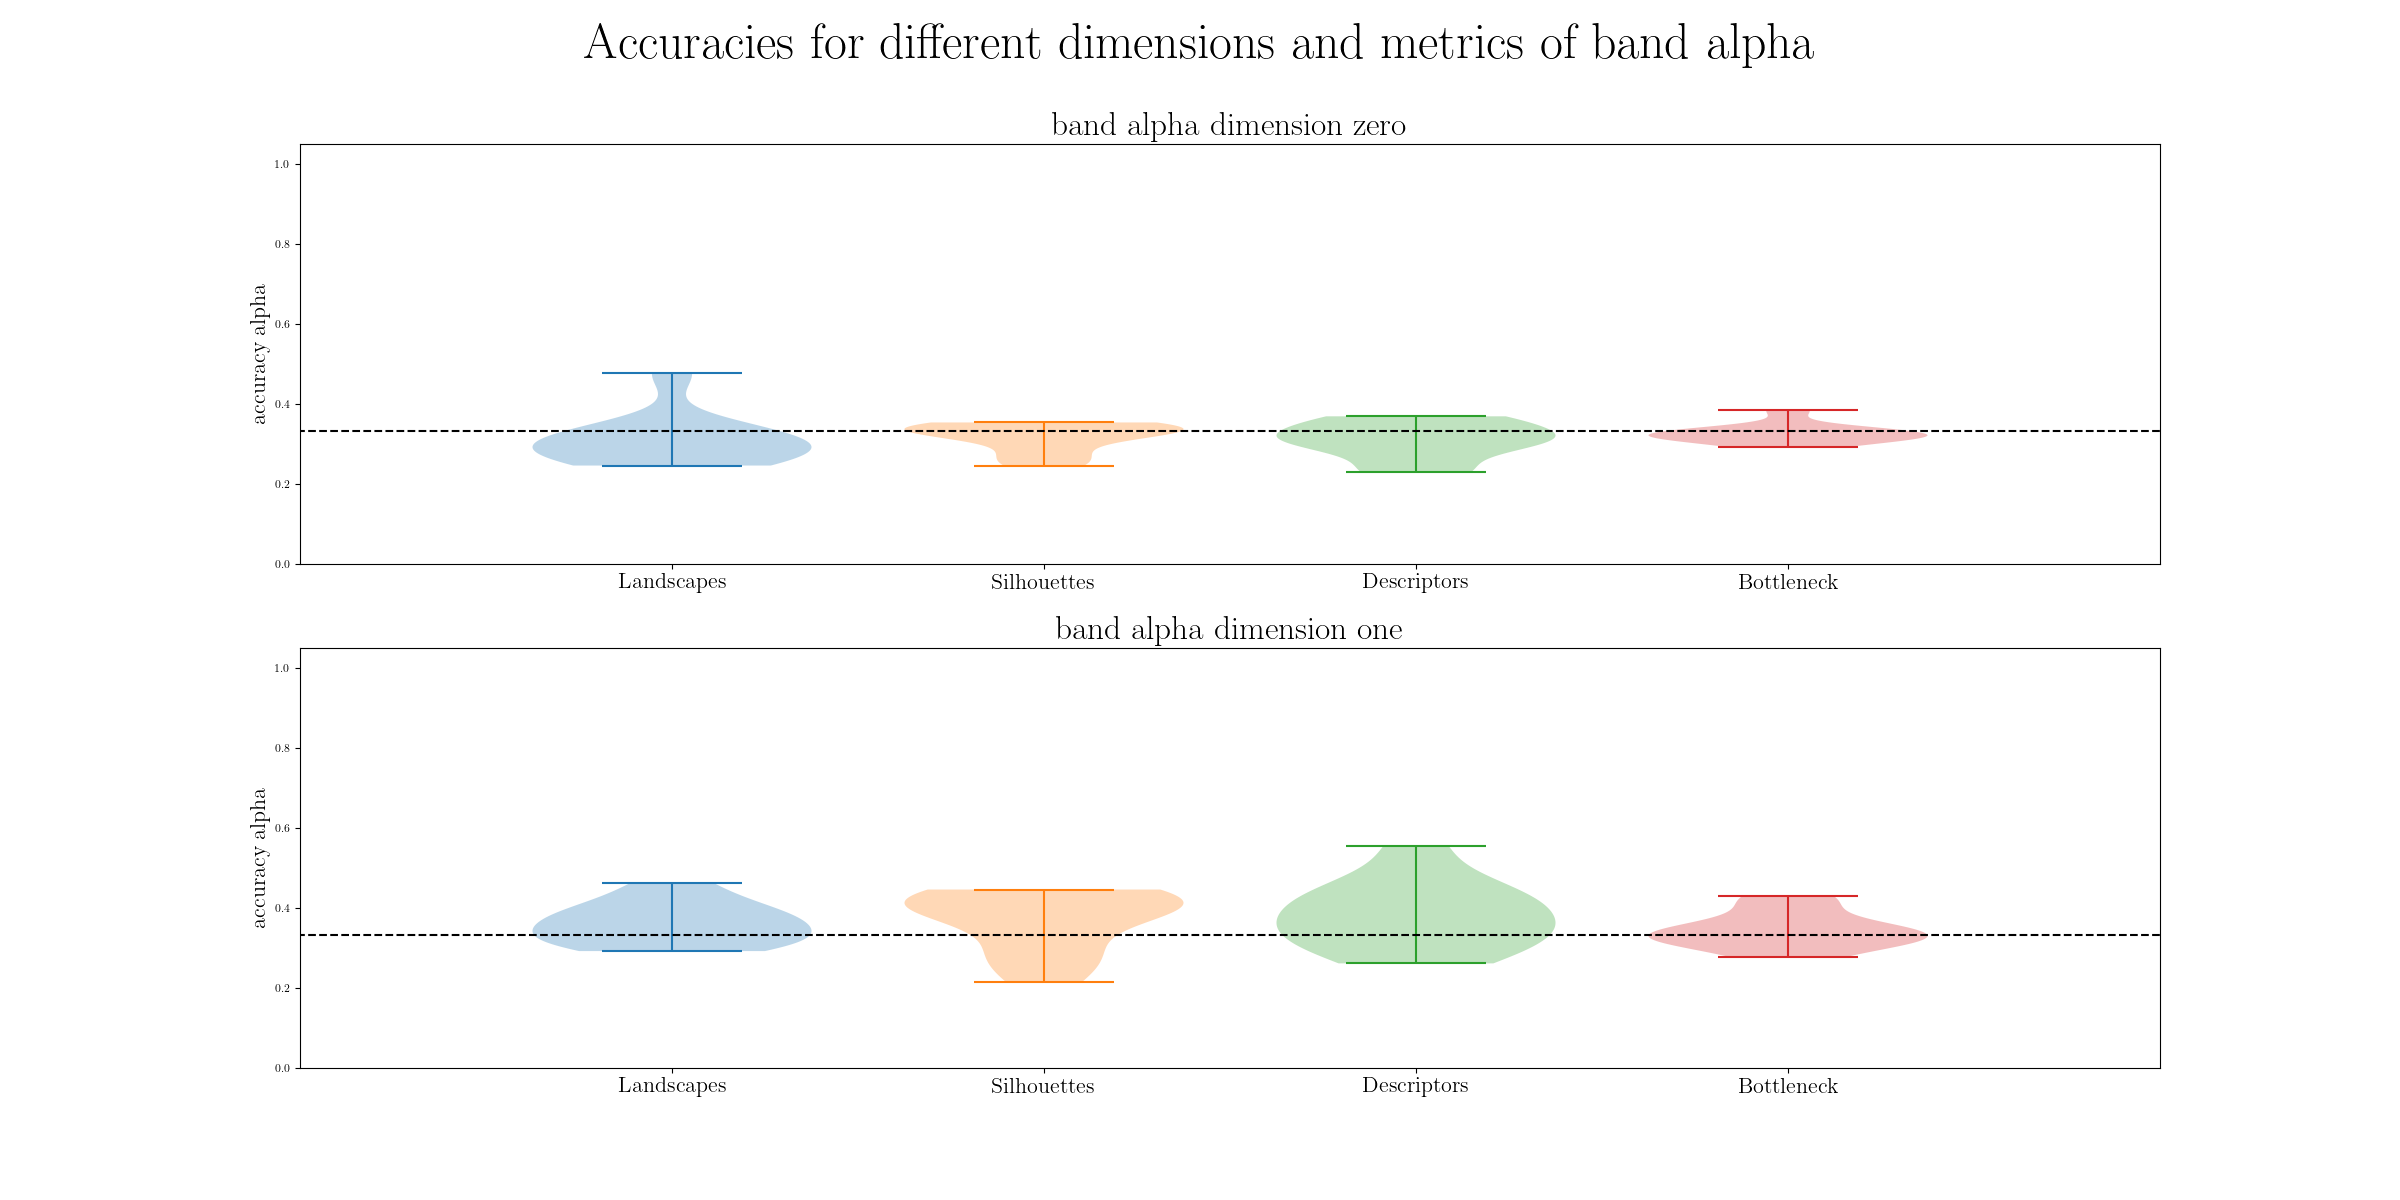 Accuracies for different dimensions and metrics of band alpha
band alpha dimension zero
1.0
0.8
0.6
0.4
0.2
0.0
accuracy alpha
Landscapes Silhouettes Descriptors Bottleneck
band alpha dimension one
1.0
0.8
0.6
0.4
0.2
0.0
accuracy alpha
Landscapes Silhouettes Descriptors Bottleneck